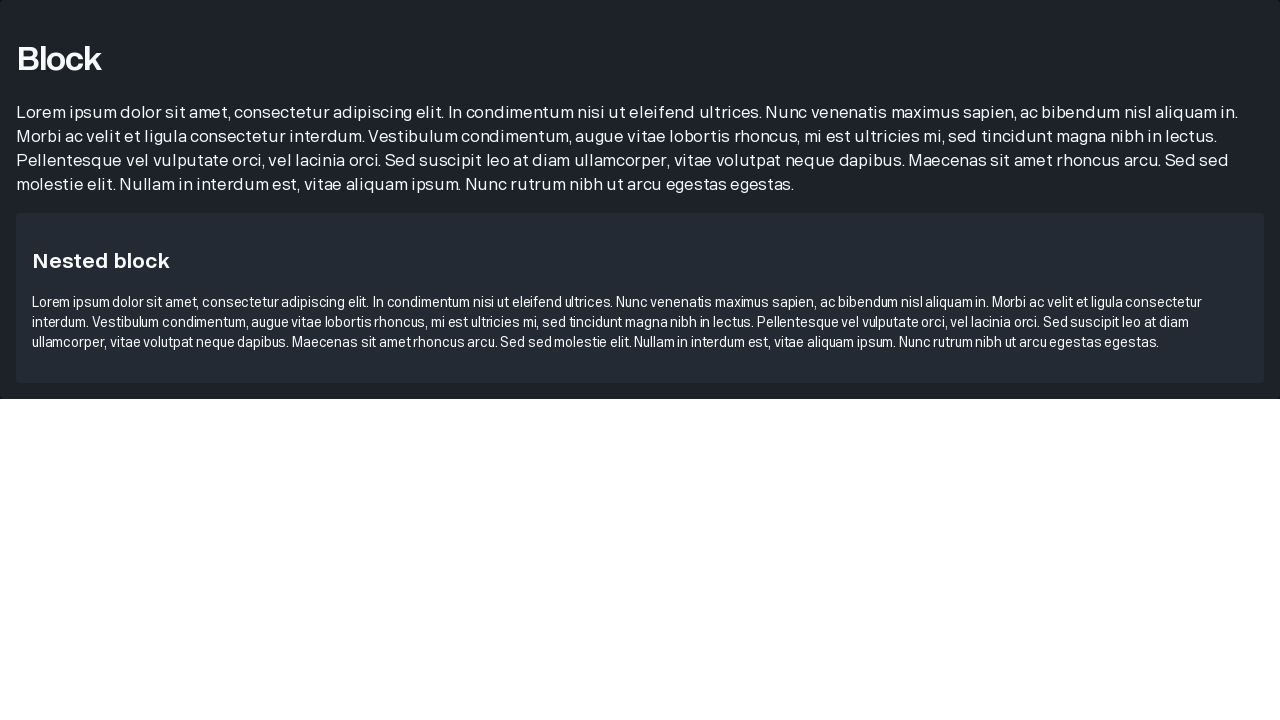 Block
Lorem ipsum dolor sit amet, consectetur adipiscing elit. In condimentum nisi ut eleifend ultrices. Nunc venenatis maximus sapien, ac bibendum nisl aliquam in.
Morbi ac velit et ligula consectetur interdum. Vestibulum condimentum, augue vitae lobortis rhoncus, mi est ultricies mi, sed tincidunt magna nibh in lectus.
Pellentesque vel vulputate orci, vel lacinia orci. Sed suscipit leo at diam ullamcorper, vitae volutpat neque dapibus. Maecenas sit amet rhoncus arcu. Sed sed
molestie elit. Nullam in interdum est, vitae aliquam ipsum. Nunc rutrum nibh ut arcu egestas egestas.
Nested block
Lorem ipsum dolor sit amet, consectetur adipiscing elit. In condimentum nisi ut eleifend ultrices. Nunc venenatis maximus sapien, ac bibendum nisl aliquam in. Morbi ac velit et ligula consectetur
interdum. Vestibulum condimentum, augue vitae lobortis rhoncus, mi est ultricies mi, sed tincidunt magna nibh in lectus. Pellentesque vel vulputate orci, vel lacinia orci. Sed suscipit leo at diam
ullamcorper, vitae volutpat neque dapibus. Maecenas sit amet rhoncus arcu. Sed sed molestie elit. Nullam in interdum est, vitae aliquam ipsum. Nunc rutrum nibh ut arcu egestas egestas.